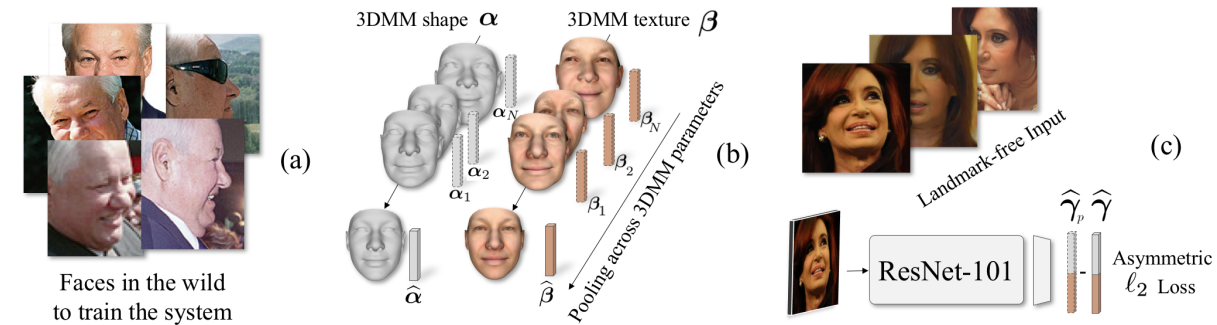 Faces in the wild
to train the system
(a)
3DMM shape α
3DMM texture β
α_N
α_2
α_1
β_N
β_2
β_1
α̂
β̂
Pooling across 3DMM parameters
(b)
Landmark-free Input
(c)
ResNet-101
γ̂_p - γ̂
Asymmetric
ℓ_2 Loss